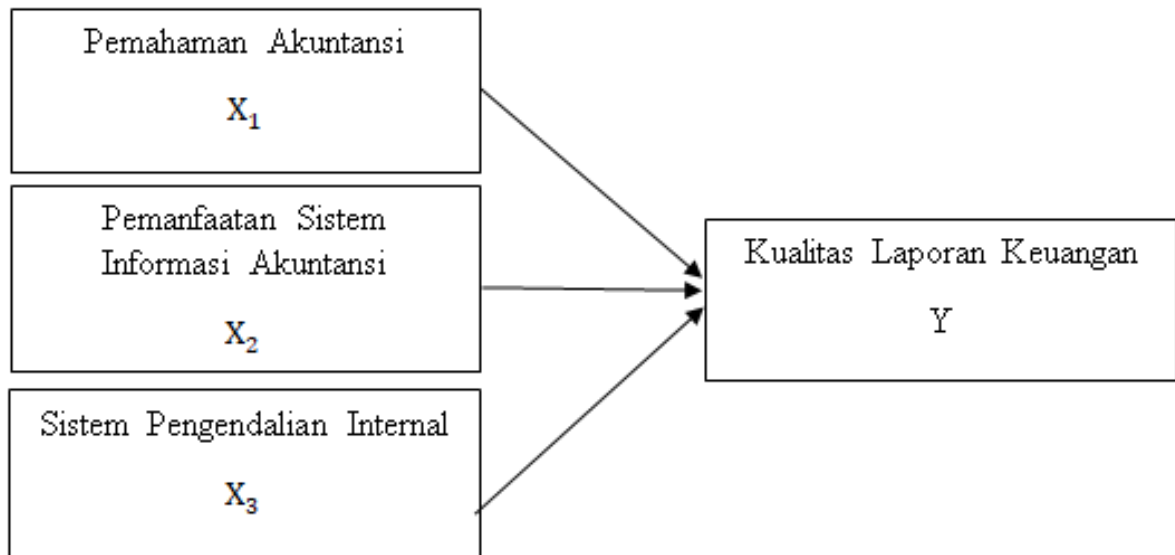 Pemahaman Akuntansi
X₁
Pemanfaatan Sistem
Informasi Akuntansi
X₂
Sistem Pengendalian Internal
X₃
Kualitas Laporan Keuangan
Y